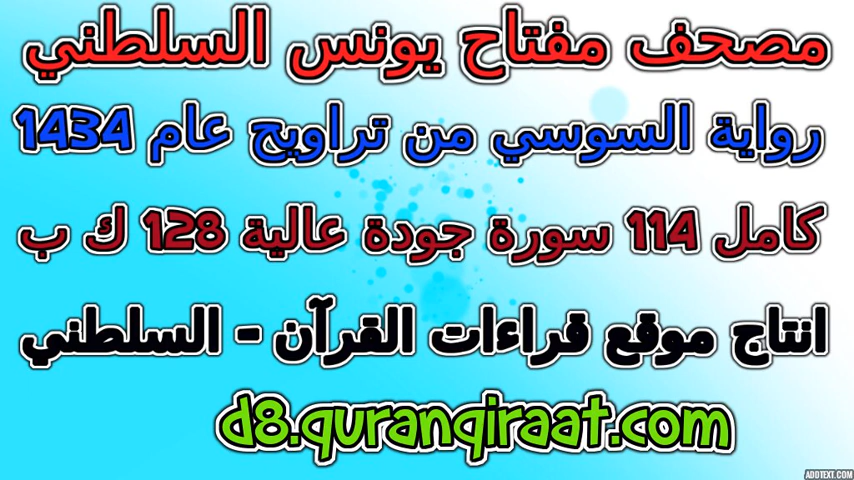 مصحف مفتاح يونس السلطني
رواية السوسي من تراويح عام 1434
كامل 114 سورة جودة عالية 128 ك ب
انتاج موقع قراءات القرآن - السلطني
d8.quranqiraat.com
ADDTEXT.COM